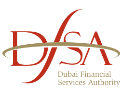 DFSA
Dubai Financial
Services Authority